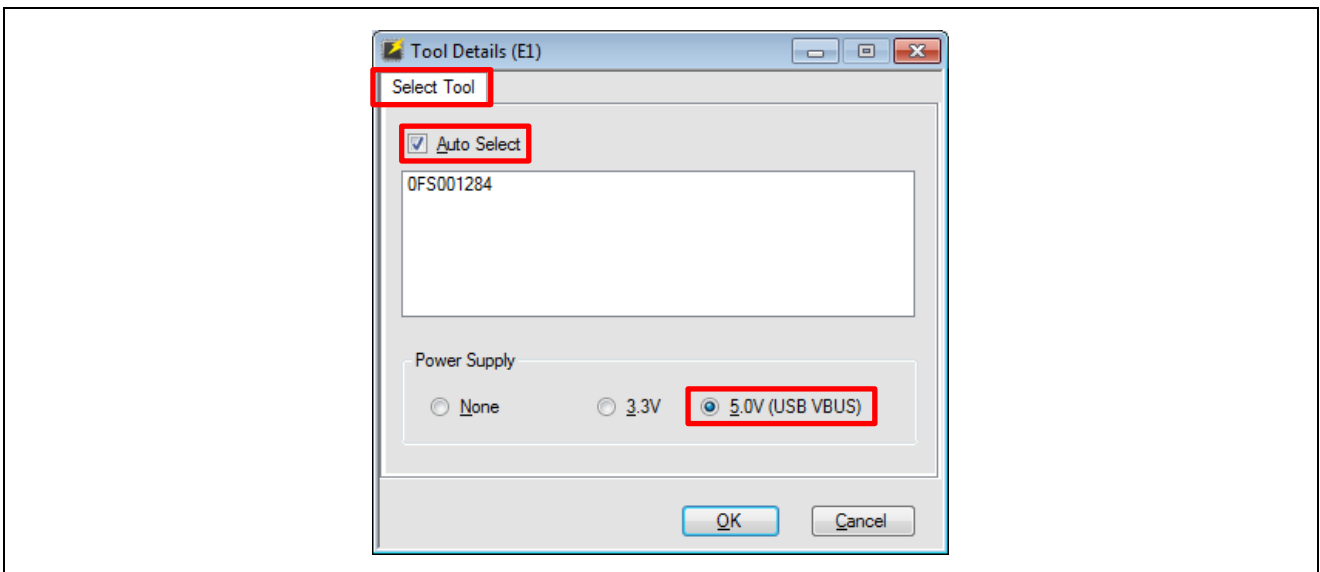 Tool Details (E1)
Select Tool
Auto Select
0FS001284
Power Supply
None 3.3V 5.0V (USB VBUS)
OK Cancel